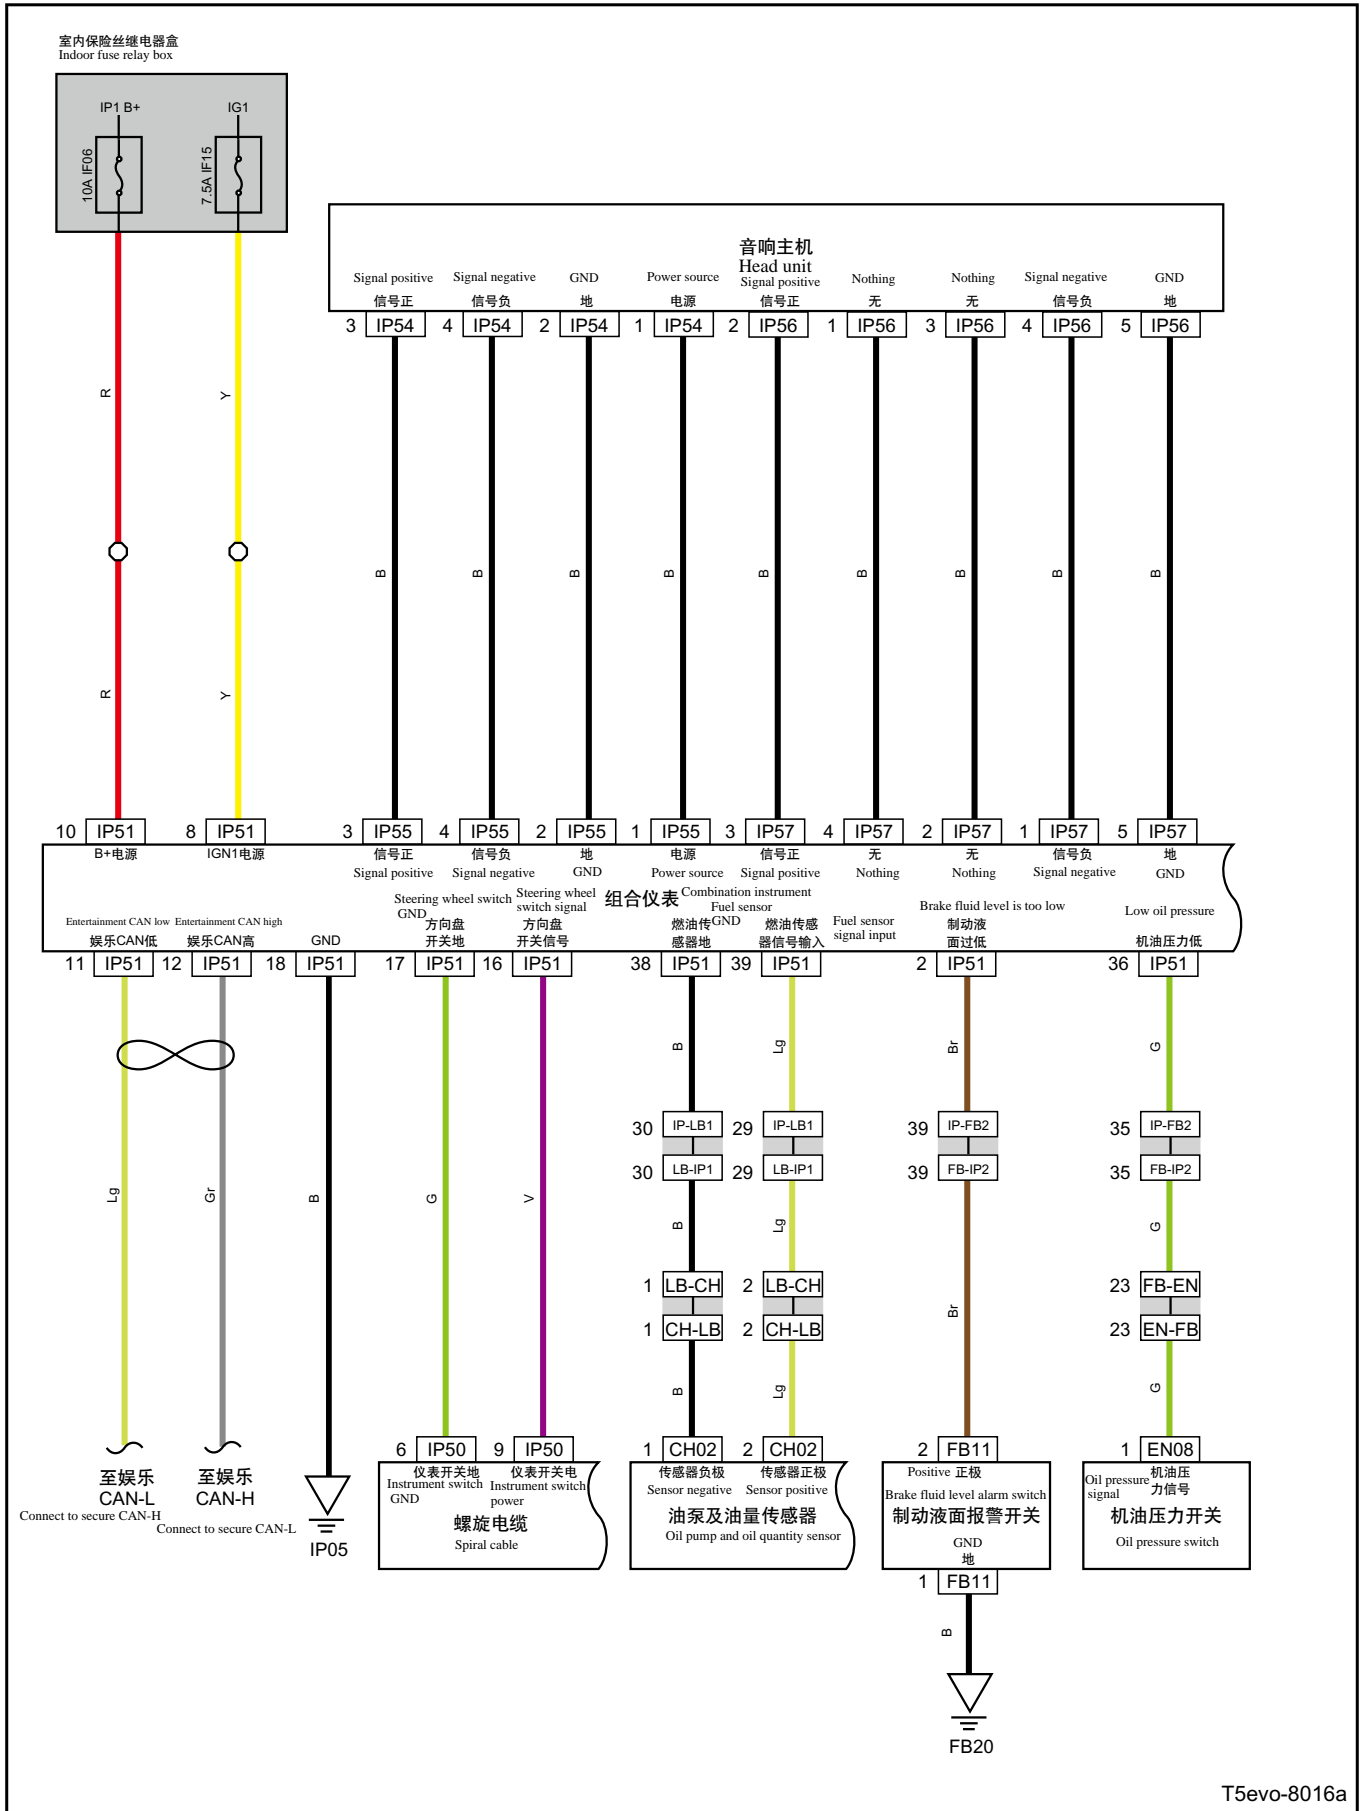 室内保险丝继电器盒
Indoor fuse relay box
IP1 B+
IG1
10A IF06
7.5A IF15
音响主机
Head unit
Signal positive
Signal negative
GND
Power source
Signal positive
Nothing
Nothing
Signal negative
GND
信号正
信号负
地
电源
信号正
无
无
信号负
地
3 IP54
4 IP54
2 IP54
1 IP54
2 IP56
1 IP56
3 IP56
4 IP56
5 IP56
R
Y
B
B
B
B
B
B
B
B
B
R
Y
10 IP51
8 IP51
3 IP55
4 IP55
2 IP55
1 IP55
3 IP57
4 IP57
2 IP57
1 IP57
5 IP57
B+电源
IGN1电源
信号正
信号负
地
电源
信号正
无
无
信号负
地
Signal positive
Signal negative
GND
Power source
Signal positive
Nothing
Nothing
Signal negative
GND
组合仪表
Combination instrument
Entertainment CAN low
娱乐CAN低
Entertainment CAN high
娱乐CAN高
GND
Steering wheel switch
GND
方向盘
开关地
Steering wheel
switch signal
方向盘
开关信号
Fuel sensor
GND
燃油传
感器地
燃油传感
器信号输入
Fuel sensor
signal input
Brake fluid level is too low
制动液
面过低
Low oil pressure
机油压力低
11 IP51
12 IP51
18 IP51
17 IP51
16 IP51
38 IP51
39 IP51
2 IP51
36 IP51
B
Lg
Br
G
30 IP-LB1
29 IP-LB1
39 IP-FB2
35 IP-FB2
30 LB-IP1
29 LB-IP1
39 FB-IP2
35 FB-IP2
Lg
Gr
B
G
V
B
Lg
Br
G
1 LB-CH
2 LB-CH
23 FB-EN
1 CH-LB
2 CH-LB
23 EN-FB
B
Lg
G
至娱乐
CAN-L
Connect to secure CAN-H
至娱乐
CAN-H
Connect to secure CAN-L
IP05
6 IP50
9 IP50
仪表开关地
Instrument switch
GND
仪表开关电
Instrument switch
power
螺旋电缆
Spiral cable
1 CH02
2 CH02
传感器负极
Sensor negative
传感器正极
Sensor positive
油泵及油量传感器
Oil pump and oil quantity sensor
2 FB11
Positive 正极
Brake fluid level alarm switch
制动液面报警开关
GND
地
1 FB11
B
FB20
1 EN08
Oil pressure
signal
机油压
力信号
机油压力开关
Oil pressure switch
T5evo-8016a